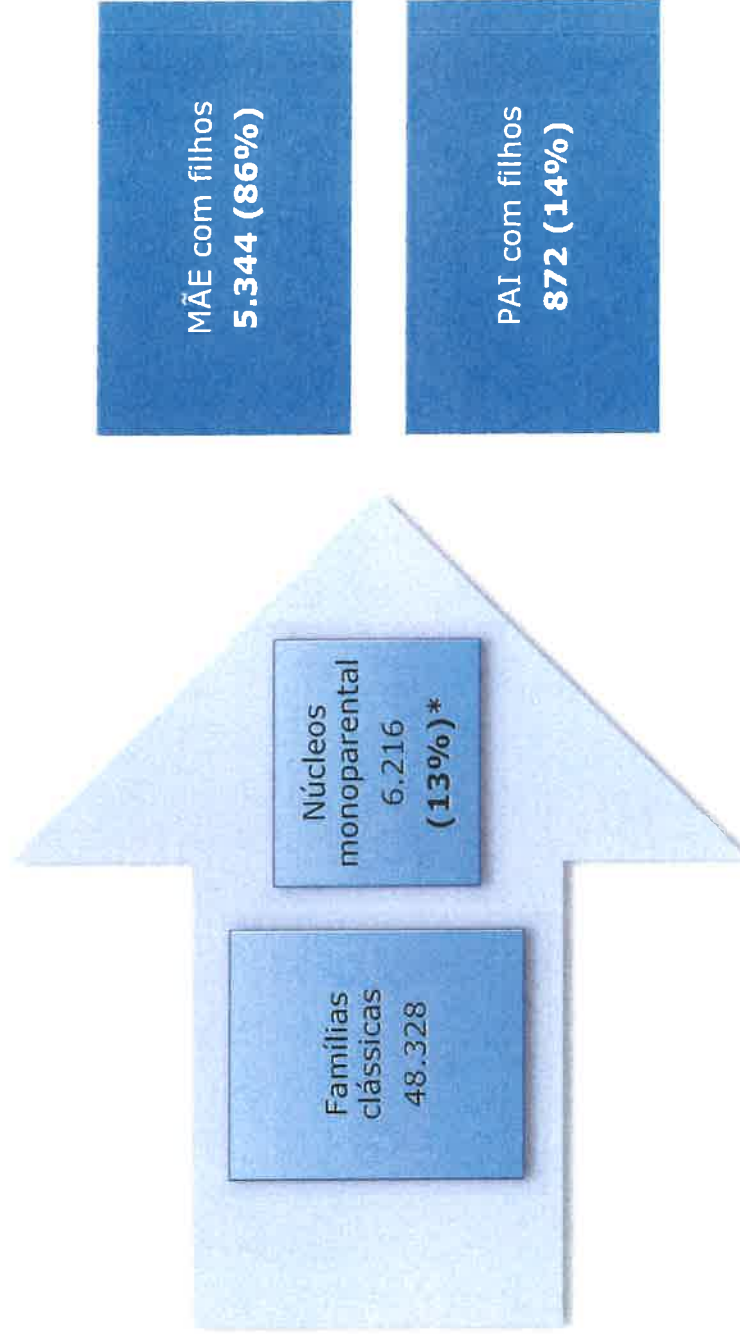 Famílias
clássicas
48.328
Núcleos
monoparental
6.216
(13%)*
MÃE com filhos
5.344 (86%)
PAI com filhos
872 (14%)